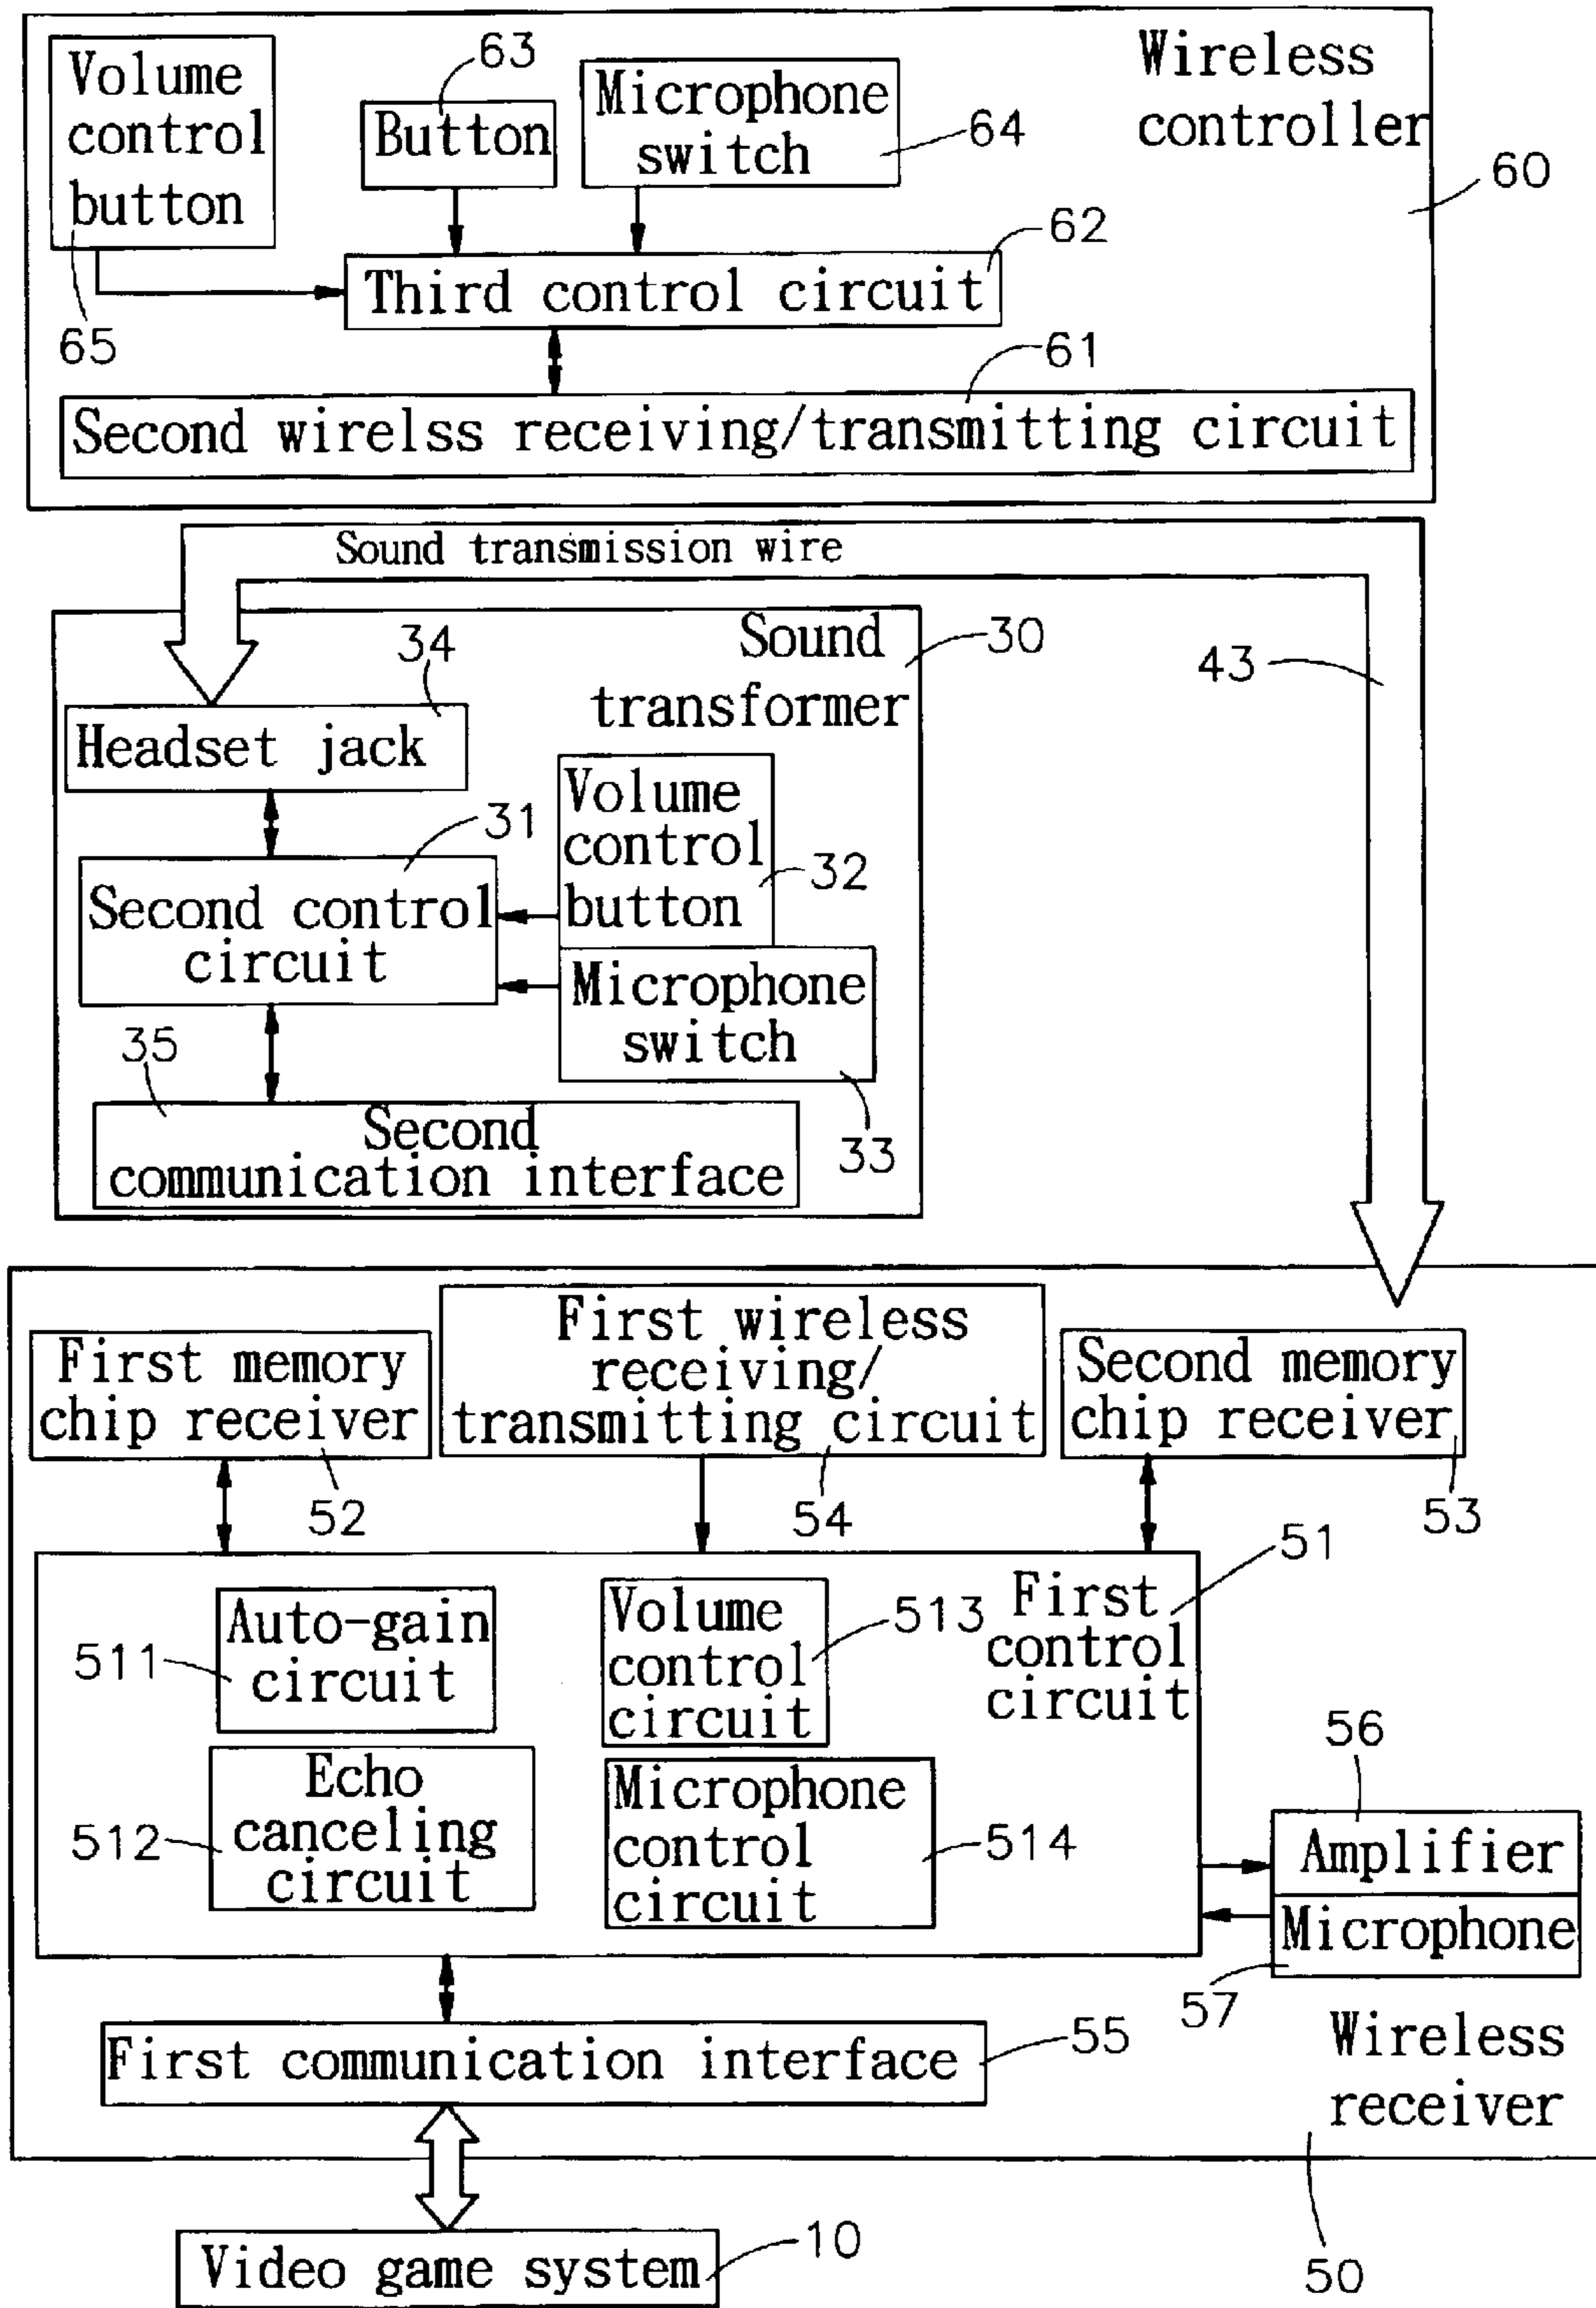 Volume
control
button
63
Button
Microphone
switch
64
Wireless
controller
60
62
Third control circuit
65
61
Second wirelss receiving/transmitting circuit
Sound transmission wire
43
Sound
transformer
30
34
Headset jack
31
Second control
circuit
Volume
control
button
32
Microphone
switch
33
35
Second
communication interface
First memory
chip receiver
52
First wireless
receiving/
transmitting circuit
54
Second memory
chip receiver
53
51
First
control
circuit
Auto-gain
circuit
511
Volume
control
circuit
513
Echo
canceling
circuit
512
Microphone
control
circuit
514
56
Amplifier
Microphone
57
First communication interface
55
Wireless
receiver
50
Video game system
10